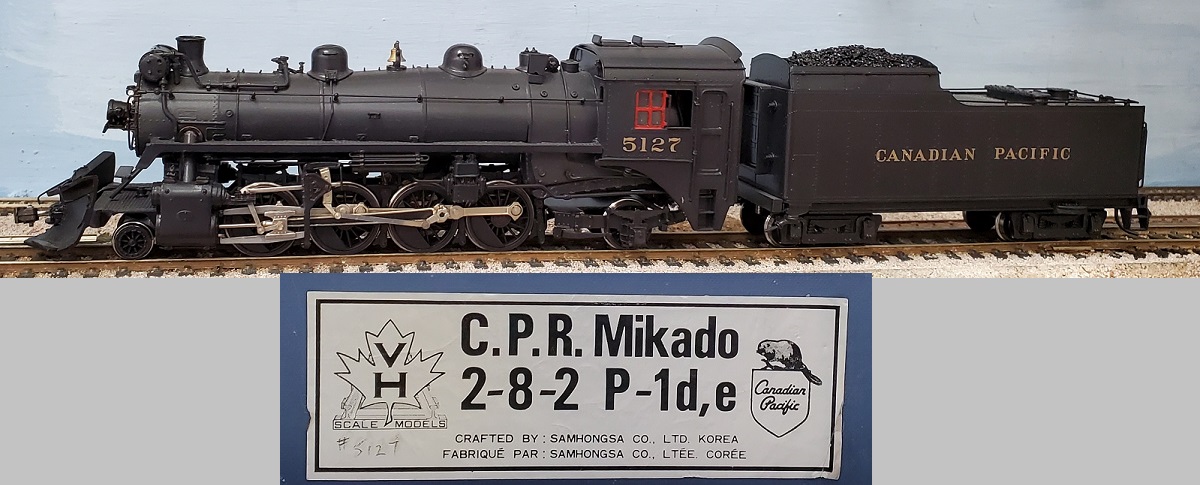 5127
CANADIAN PACIFIC
VH
SCALE MODELS
#5127
C.P.R. Mikado
2-8-2 P-1d,e
CRAFTED BY: SAMHONGSA CO., LTD. KOREA
FABRIQUÉ PAR: SAMHONGSA CO., LTÉE. CORÉE
Canadian
Pacific